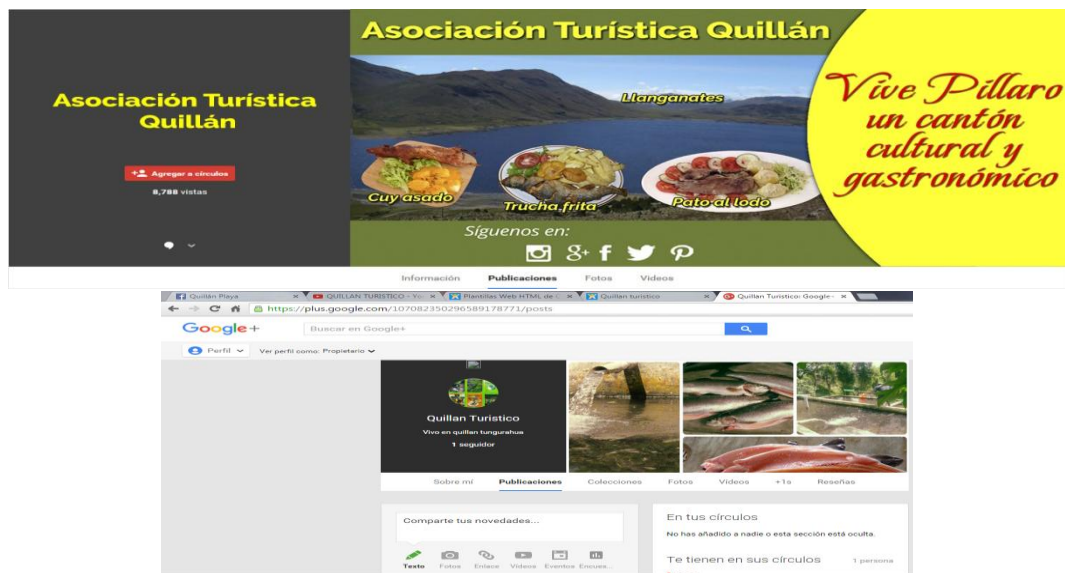 Asociación Turística Quillán
Asociación Turística
Quillán
Agregar a círculos
8,788 vistas
Llanganates
Cuy asado
Trucha frita
Pato al lodo
Síguenos en:
Vive Píllaro
un cantón
cultural y
gastronómico
Información Publicaciones Fotos Videos
Quillán Playa QUILLAN TURISTICO - Yo Plantillas Web HTML de Quillan turistico Quillan Turistico: Google+
https://plus.google.com/107082350296589178771/posts
Google+ Buscar en Google+
Perfil Ver perfil como: Propietario
Quillan Turistico
Vivo en quillan tungurahua
1 seguidor
Sobre mí Publicaciones Colecciones Fotos Vídeos +1s Reseñas
Comparte tus novedades...
Texto Fotos Enlace Vídeos Eventos Encues...
En tus círculos
No has añadido a nadie o esta sección está oculta.
Te tienen en sus círculos 1 persona